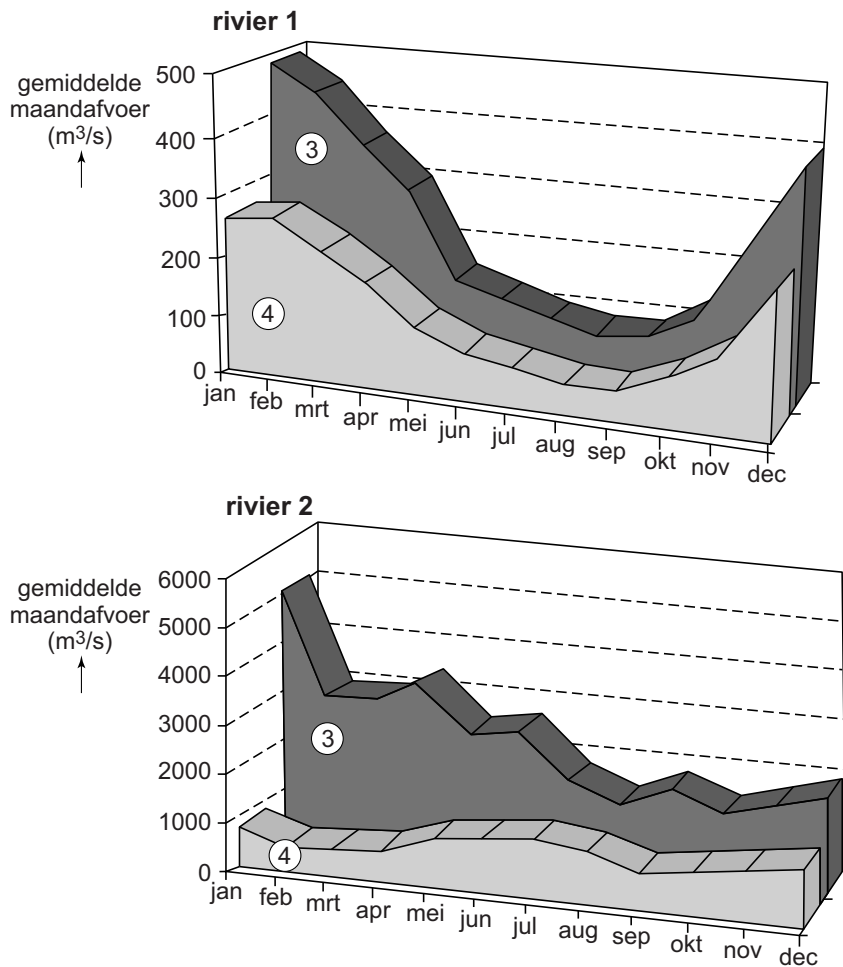 rivier 1
gemiddelde
maandafvoer
(m3/s)
500
400
300
200
100
0
3
4
jan
feb
mrt
apr
mei
jun
jul
aug
sep
okt
nov
dec
rivier 2
gemiddelde
maandafvoer
(m3/s)
6000
5000
4000
3000
2000
1000
0
3
4
jan
feb
mrt
apr
mei
jun
jul
aug
sep
okt
nov
dec